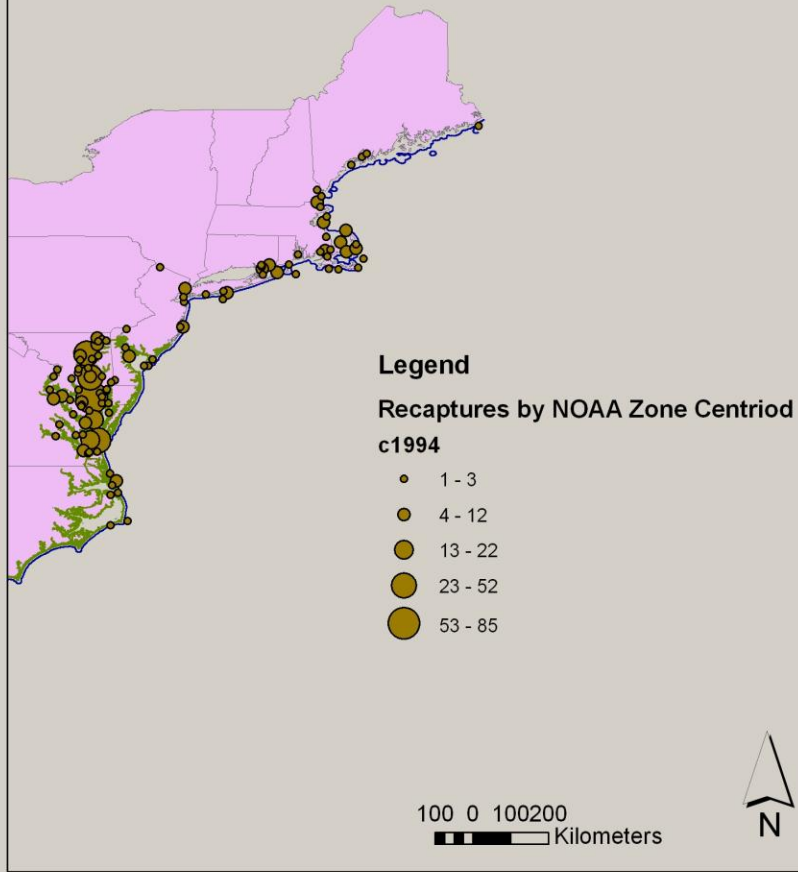 Legend
Recaptures by NOAA Zone Centriod
c1994
1 - 3
4 - 12
13 - 22
23 - 52
53 - 85
100 0 100200
Kilometers
N